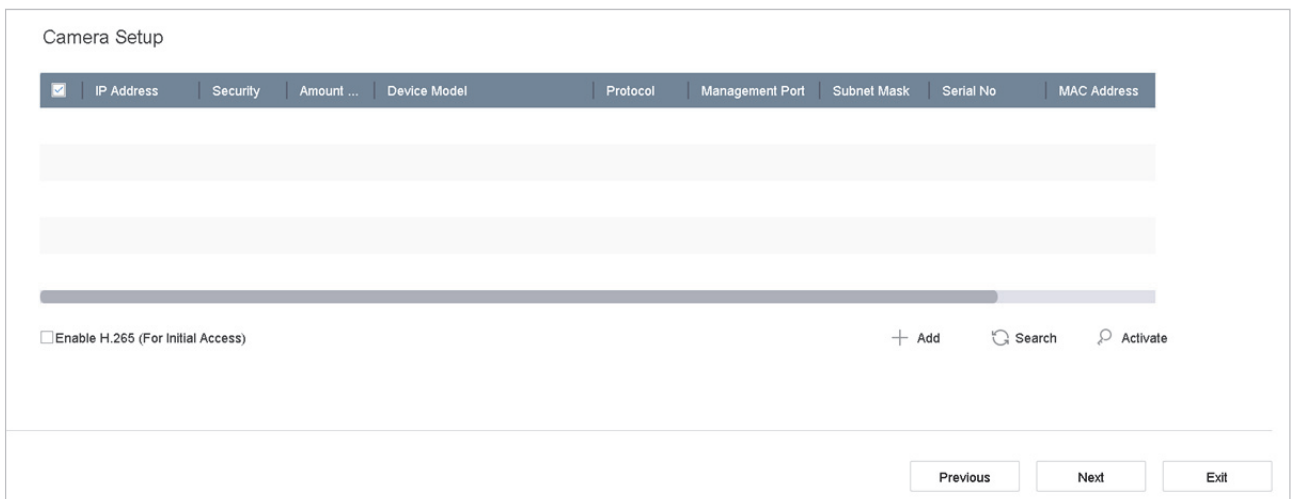 Camera Setup
IP Address Security Amount ... Device Model Protocol Management Port Subnet Mask Serial No MAC Address
Enable H.265 (For Initial Access) Add Search Activate
Previous Next Exit